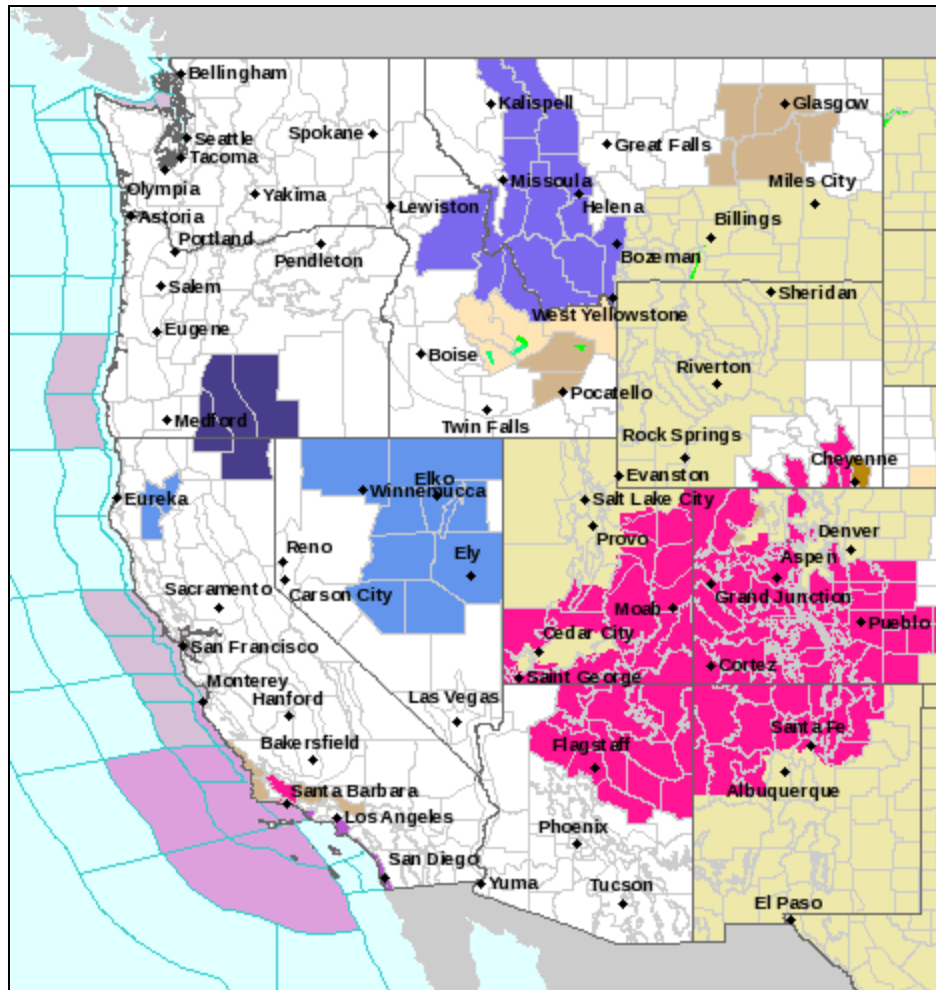 Bellingham
Kalispell
Glasgow
Spokane
Seattle
Great Falls
Tacoma
Missoula
Miles City
Olympia
Yakima
Lewiston
Helena
Astoria
Billings
Portland
Pendleton
Bozeman
Salem
Sheridan
West Yellowstone
Eugene
Boise
Riverton
Pocatello
Medford
Twin Falls
Rock Springs
Cheyenne
Evanston
Elko
Winnemucca
Eureka
Salt Lake City
Denver
Provo
Reno
Ely
Aspen
Carson City
Sacramento
Grand Junction
Moab
Pueblo
San Francisco
Cedar City
Cortez
Saint George
Monterey
Hanford
Las Vegas
Santa Fe
Bakersfield
Flagstaff
Albuquerque
Santa Barbara
Los Angeles
Phoenix
San Diego
Yuma
Tucson
El Paso